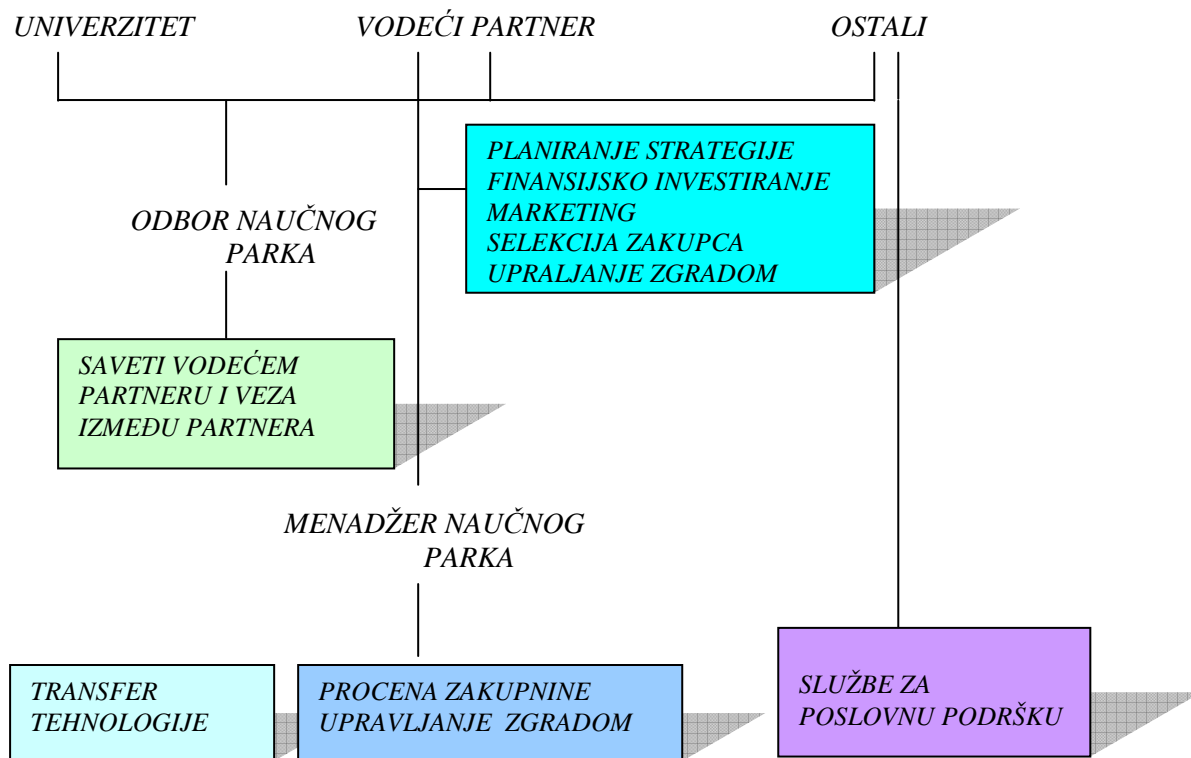 UNIVERZITET
VODEĆI PARTNER
OSTALI
PLANIRANJE STRATEGIJE
FINANSIJSKO INVESTIRANJE
MARKETING
SELEKCIJA ZAKUPCA
UPRALJANJE ZGRADOM
ODBOR NAUČNOG
PARKA
SAVETI VODEĆEM
PARTNERU I VEZA
IZMEĐU PARTNERA
MENADŽER NAUČNOG
PARKA
TRANSFER
TEHNOLOGIJE
PROCENA ZAKUPNINE
UPRAVLJANJE ZGRADOM
SLUŽBE ZA
POSLOVNU PODRŠKU